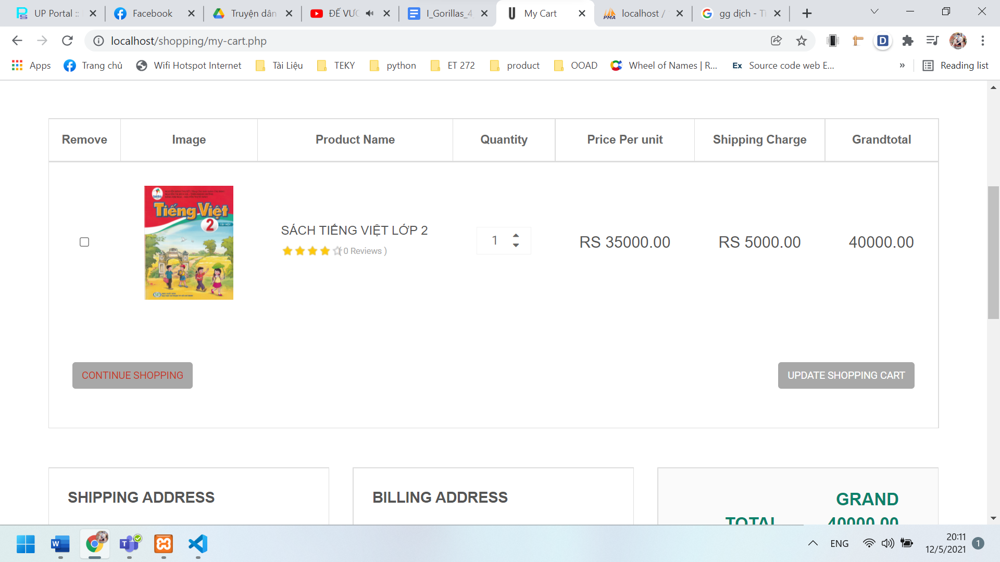 UP Portal ::
Facebook
Truyện dân
ĐẾ VƯƠ
I_Gorillas_4
My Cart
localhost /
gg dịch - Tì
localhost/shopping/my-cart.php
Apps
Trang chủ
Wifi Hotspot Internet
Tài Liệu
TEKY
python
ET 272
product
OOAD
Wheel of Names | R...
Ex Source code web E...
»
Reading list
Remove Image Product Name Quantity Price Per unit Shipping Charge Grandtotal
Tiếng Việt
2
SÁCH TIẾNG VIỆT LỚP 2
( 0 Reviews )
1
RS 35000.00
RS 5000.00
40000.00
CONTINUE SHOPPING
UPDATE SHOPPING CART
SHIPPING ADDRESS
BILLING ADDRESS
GRAND
TOTAL 40000.00
ENG
20:11
12/5/2021
1